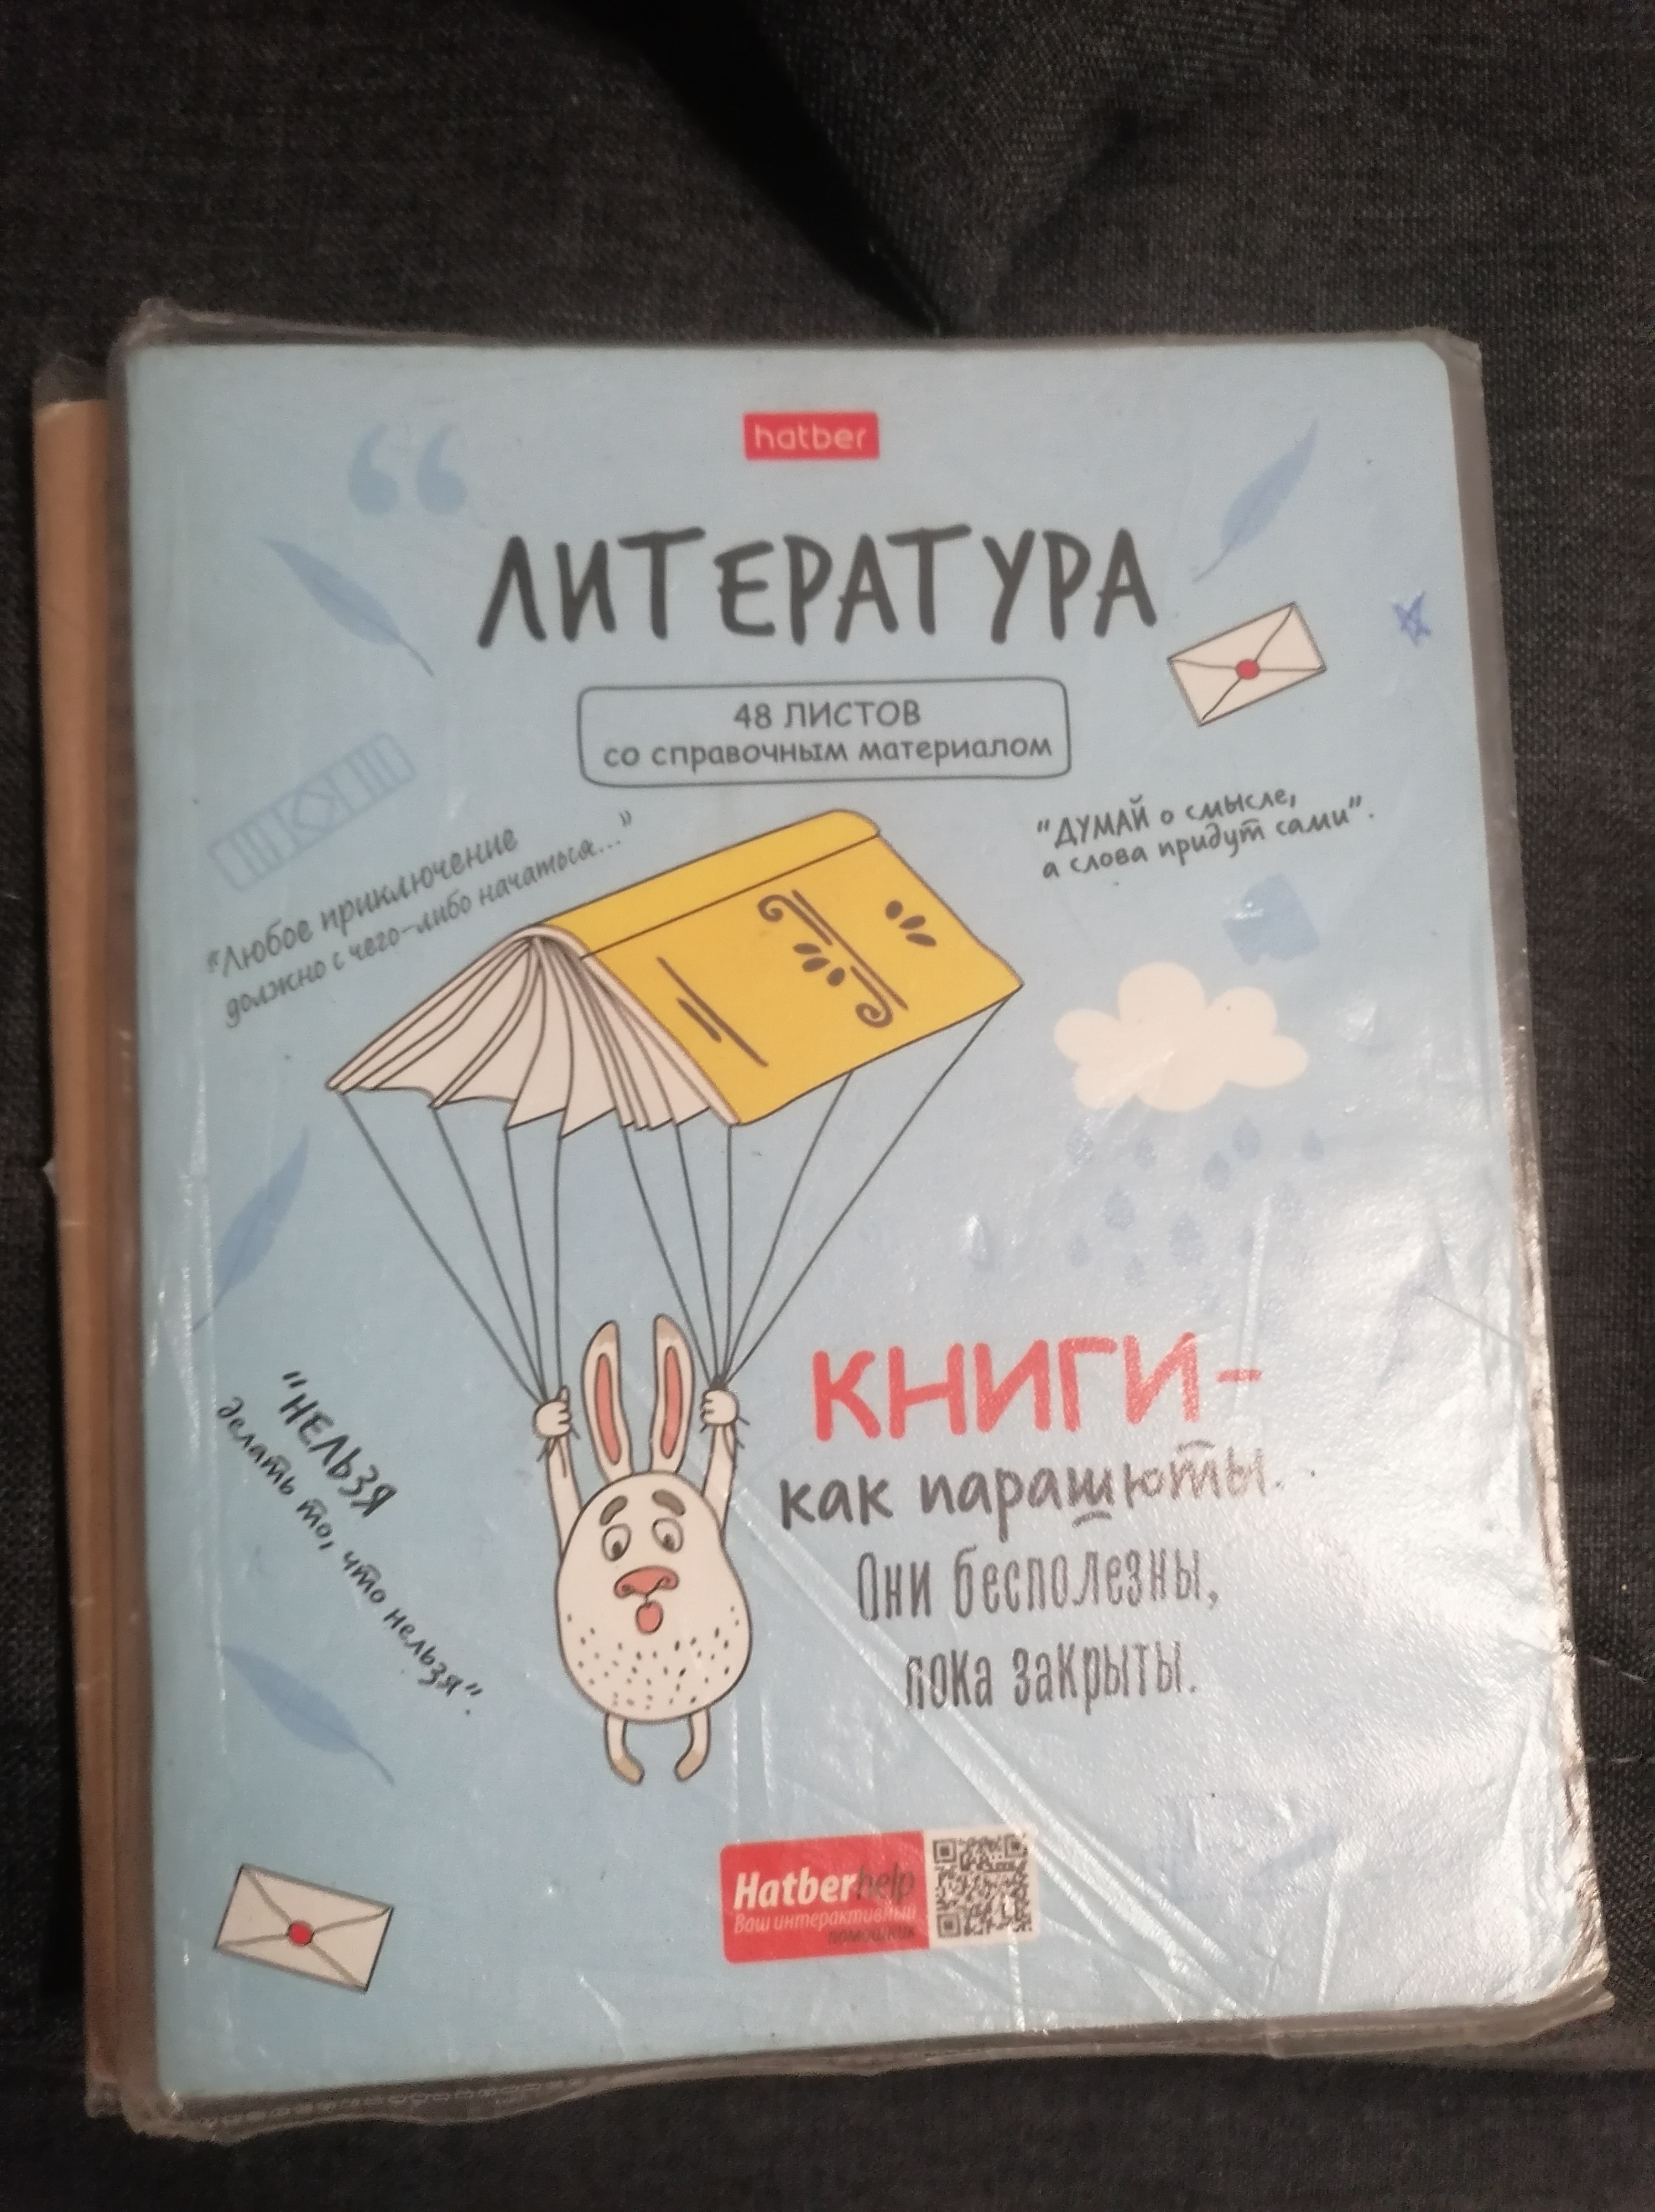 hatber
ЛИТЕРАТУРА
48 ЛИСТОВ
со справочным материалом
"Любое приключение
должно с чего-либо начаться..."
"ДУМАЙ о смысле,
а слова придут сами".
"НЕЛЬЗЯ
делать то, что нельзя".
КНИГИ-
как парашюты.
Они бесполезны,
пока закрыты.
Hatberhelp
Ваш интерактивный
помощник